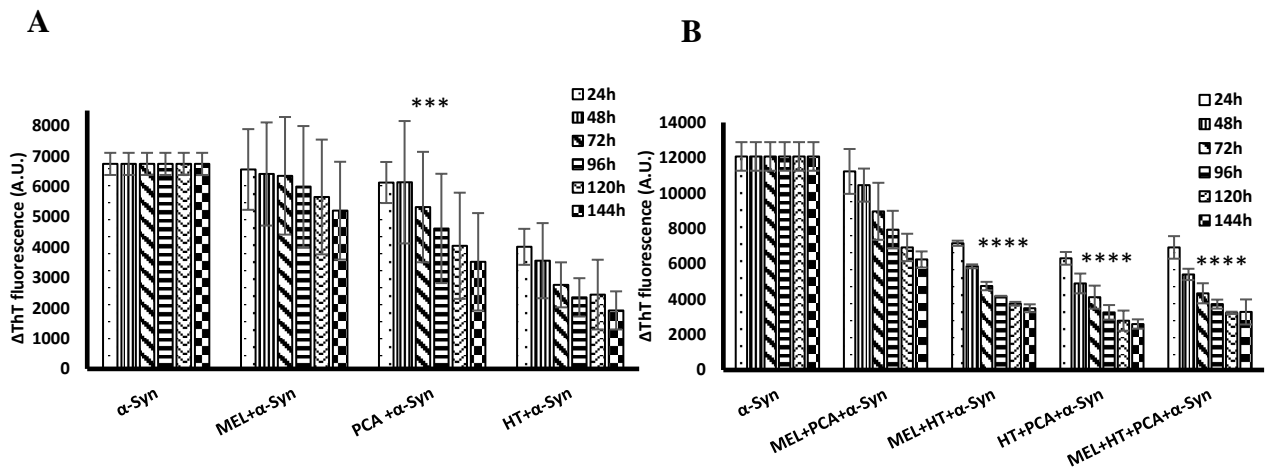 A
ΔThT fluorescence (A.U.)
8000
7000
6000
5000
4000
3000
2000
1000
0
***
24h
48h
72h
96h
120h
144h
α-Syn
MEL+α-Syn
PCA +α-Syn
HT+α-Syn
B
ΔThT fluorescence (A.U.)
14000
12000
10000
8000
6000
4000
2000
0
****
****
****
24h
48h
72h
96h
120h
144h
α-Syn
MEL+PCA+α-Syn
MEL+HT+α-Syn
HT+PCA+α-Syn
MEL+HT+PCA+α-Syn